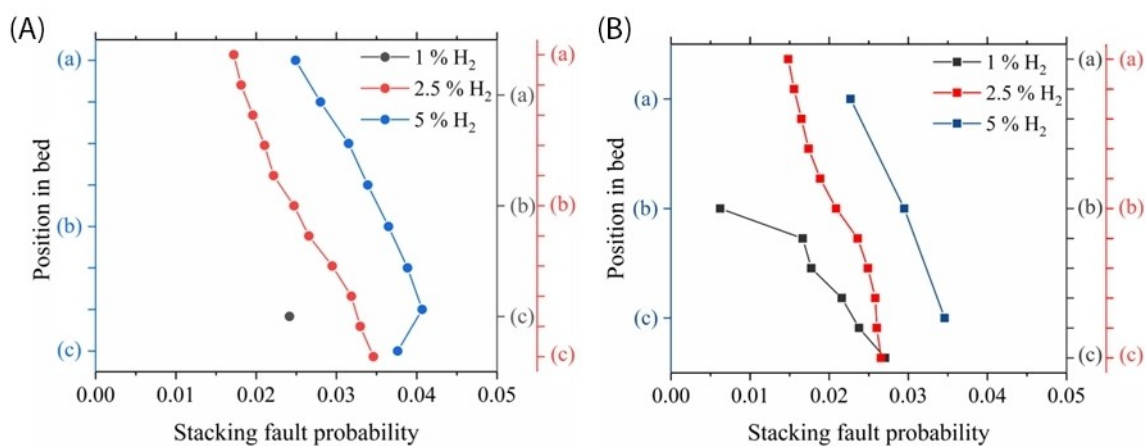 (A)
1 % H₂
2.5 % H₂
5 % H₂
Position in bed
(a)
(b)
(c)
(a)
(b)
(c)
(a)
(b)
(c)
0.00 0.01 0.02 0.03 0.04 0.05
Stacking fault probability
(B)
1 % H₂
2.5 % H₂
5 % H₂
Position in bed
(a)
(b)
(c)
(a)
(b)
(c)
(a)
(b)
(c)
0.00 0.01 0.02 0.03 0.04 0.05
Stacking fault probability